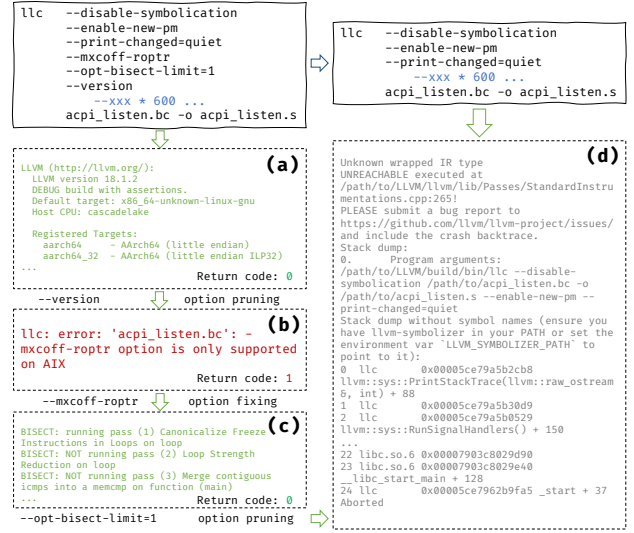 llc --disable-symbolication
--enable-new-pm
--print-changed=quiet
--mxcoff-roptr
--opt-bisect-limit=1
--version
--xxx * 600 ...
acpi_listen.bc -o acpi_listen.s
llc --disable-symbolication
--enable-new-pm
--print-changed=quiet
--xxx * 600 ...
acpi_listen.bc -o acpi_listen.s
(a)
LLVM (http://llvm.org/):
LLVM version 18.1.2
DEBUG build with assertions.
Default target: x86_64-unknown-linux-gnu
Host CPU: cascadelake
Registered Targets:
aarch64 - AArch64 (little endian)
aarch64_32 - AArch64 (little endian ILP32)
...
Return code: 0
--version option pruning
(b)
llc: error: 'acpi_listen.bc': -
mxcoff-roptr option is only supported
on AIX
Return code: 1
--mxcoff-roptr option fixing
(c)
BISECT: running pass (1) Canonicalize Freeze
Instructions in Loops on loop
BISECT: NOT running pass (2) Loop Strength
Reduction on loop
BISECT: NOT running pass (3) Merge contiguous
icmps into a memcmp on function (main)
...
Return code: 0
--opt-bisect-limit=1 option pruning
(d)
Unknown wrapped IR type
UNREACHABLE executed at
/path/to/LLVM/llvm/lib/Passes/StandardInstru
mentations.cpp:265!
PLEASE submit a bug report to
https://github.com/llvm/llvm-project/issues/
and include the crash backtrace.
Stack dump:
0. Program arguments:
/path/to/LLVM/build/bin/llc --disable-
symbolication /path/to/acpi_listen.bc -o
/path/to/acpi_listen.s --enable-new-pm --
print-changed=quiet
Stack dump without symbol names (ensure you
have llvm-symbolizer in your PATH or set the
environment var `LLVM_SYMBOLIZER_PATH` to
point to it):
0 llc 0x00005ce79a5b2cb8
llvm::sys::PrintStackTrace(llvm::raw_ostream
&, int) + 88
1 llc 0x00005ce79a5b30d9
2 llc 0x00005ce79a5b0529
llvm::sys::RunSignalHandlers() + 150
...
22 libc.so.6 0x00007903c8029d90
23 libc.so.6 0x00007903c8029e40
__libc_start_main + 128
24 llc 0x00005ce7962b9fa5 _start + 37
Aborted